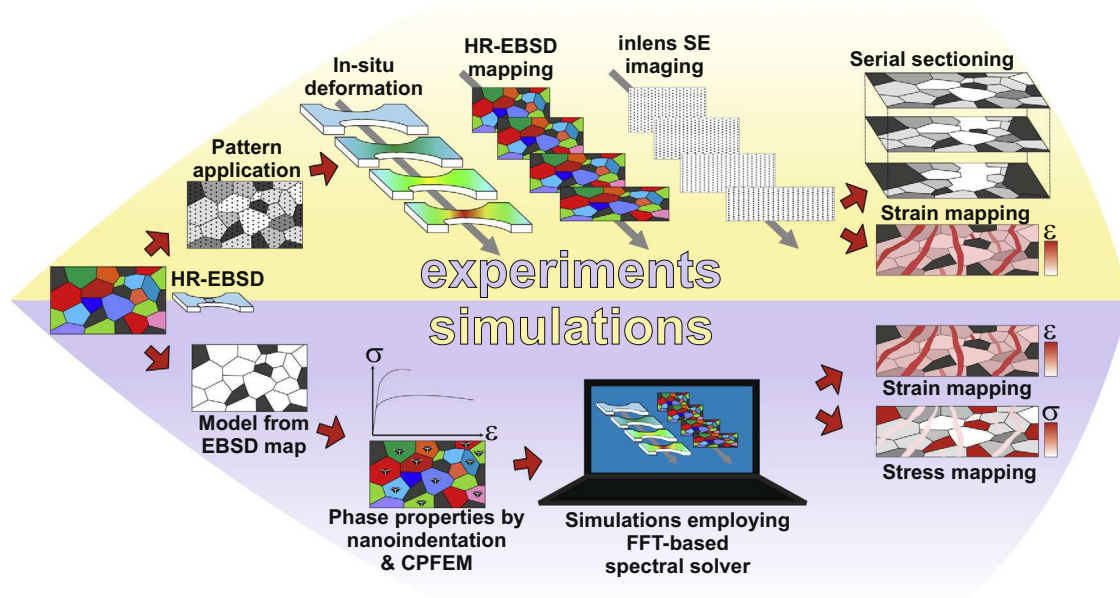 In-situ
deformation
HR-EBSD
mapping
inlens SE
imaging
Serial sectioning
Pattern
application
Strain mapping
ε
HR-EBSD
experiments
simulations
Model from
EBSD map
σ
ε
Phase properties by
nanoindentation
& CPFEM
Simulations employing
FFT-based
spectral solver
ε
Strain mapping
σ
Stress mapping